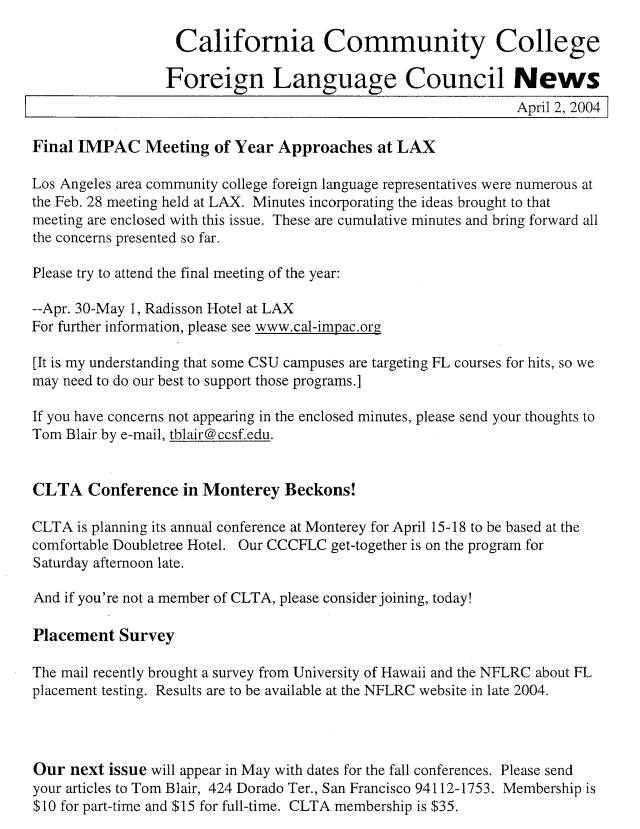 California Community College
Foreign Language Council News
April 2, 2004
Final IMPAC Meeting of Year Approaches at LAX
Los Angeles area community college foreign language representatives were numerous at
the Feb. 28 meeting held at LAX.  Minutes incorporating the ideas brought to that
meeting are enclosed with this issue.  These are cumulative minutes and bring forward all
the concerns presented so far.
Please try to attend the final meeting of the year:
--Apr. 30-May 1, Radisson Hotel at LAX
For further information, please see www.cal-impac.org
[It is my understanding that some CSU campuses are targeting FL courses for hits, so we
may need to do our best to support those programs.]
If you have concerns not appearing in the enclosed minutes, please send your thoughts to
Tom Blair by e-mail, tblair@ccsf.edu.
CLTA Conference in Monterey Beckons!
CLTA is planning its annual conference at Monterey for April 15-18 to be based at the
comfortable Doubletree Hotel.   Our CCCFLC get-together is on the program for
Saturday afternoon late.
And if you're not a member of CLTA, please consider joining, today!
Placement Survey
The mail recently brought a survey from University of Hawaii and the NFLRC about FL
placement testing.  Results are to be available at the NFLRC website in late 2004.
Our next issue will appear in May with dates for the fall conferences.  Please send
your articles to Tom Blair,  424 Dorado Ter., San Francisco 94112-1753.  Membership is
$10 for part-time and $15 for full-time.  CLTA membership is $35.